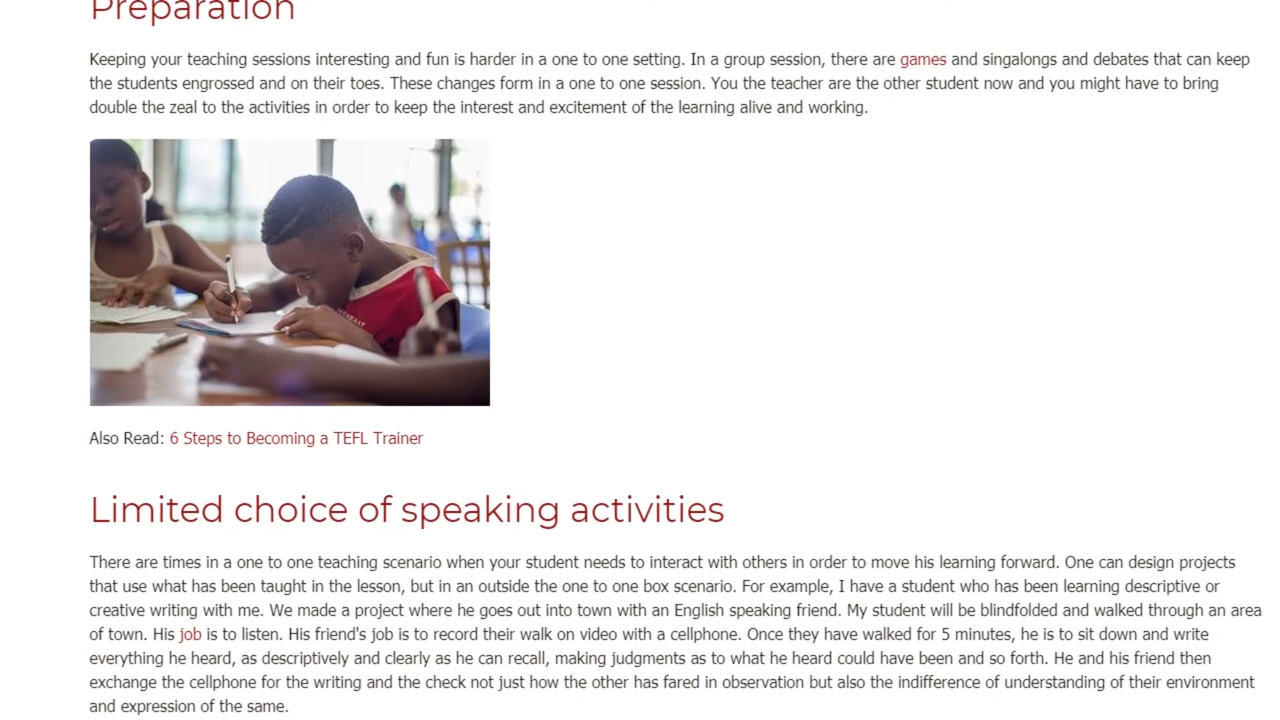 Preparation
Keeping your teaching sessions interesting and fun is harder in a one to one setting. In a group session, there are games and singalongs and debates that can keep
the students engrossed and on their toes. These changes form in a one to one session. You the teacher are the other student now and you might have to bring
double the zeal to the activities in order to keep the interest and excitement of the learning alive and working.
Also Read: 6 Steps to Becoming a TEFL Trainer
Limited choice of speaking activities
There are times in a one to one teaching scenario when your student needs to interact with others in order to move his learning forward. One can design projects
that use what has been taught in the lesson, but in an outside the one to one box scenario. For example, I have a student who has been learning descriptive or
creative writing with me. We made a project where he goes out into town with an English speaking friend. My student will be blindfolded and walked through an area
of town. His job is to listen. His friend's job is to record their walk on video with a cellphone. Once they have walked for 5 minutes, he is to sit down and write
everything he heard, as descriptively and clearly as he can recall, making judgments as to what he heard could have been and so forth. He and his friend then
exchange the cellphone for the writing and the check not just how the other has fared in observation but also the indifference of understanding of their environment
and expression of the same.